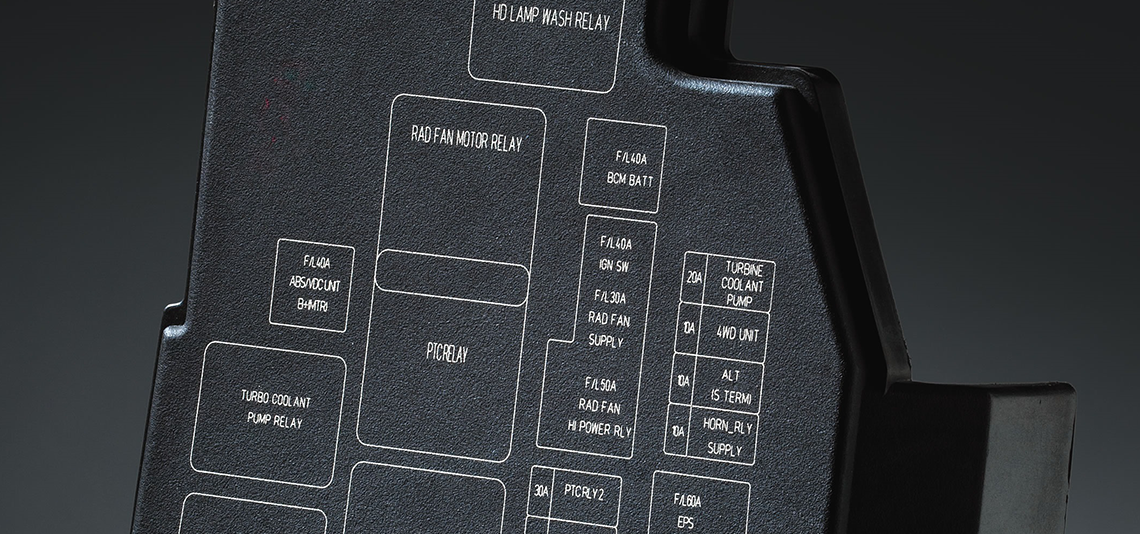 HD LAMP WASH RELAY
RAD FAN MOTOR RELAY
F/L40A
BCM BATT
F/L40A
IGN SW
F/L30A
RAD FAN
SUPPLY
F/L50A
RAD FAN
HI POWER RLY
F/L40A
ABS/VDC UNIT
B+(MTR)
PTC RELAY
TURBO COOLANT
PUMP RELAY
20A TURBINE
COOLANT
PUMP
10A 4WD UNIT
10A ALT
(S TERM)
10A HORN_RLY
SUPPLY
30A PTC RLY 2
F/L60A
EPS